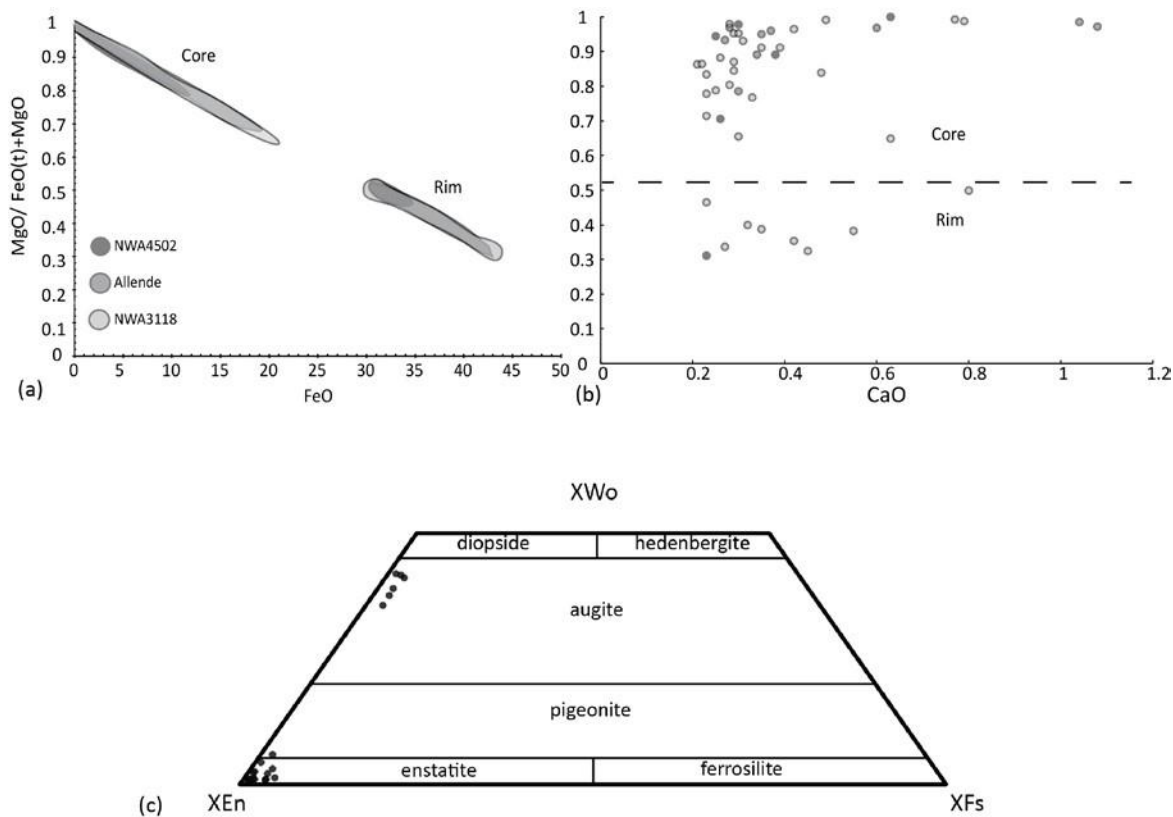 1
0.9
0.8
0.7
0.6
0.5
0.4
0.3
0.2
0.1
0
MgO/ FeO(t)+MgO
Core
Rim
NWA4502
Allende
NWA3118
0 5 10 15 20 25 30 35 40 45 50
FeO
(a)
1
0.9
0.8
0.7
0.6
0.5
0.4
0.3
0.2
0.1
0
Core
Rim
0 0.2 0.4 0.6 0.8 1 1.2
CaO
(b)
XWo
diopside hedenbergite
augite
pigeonite
enstatite ferrosilite
XEn XFs
(c)